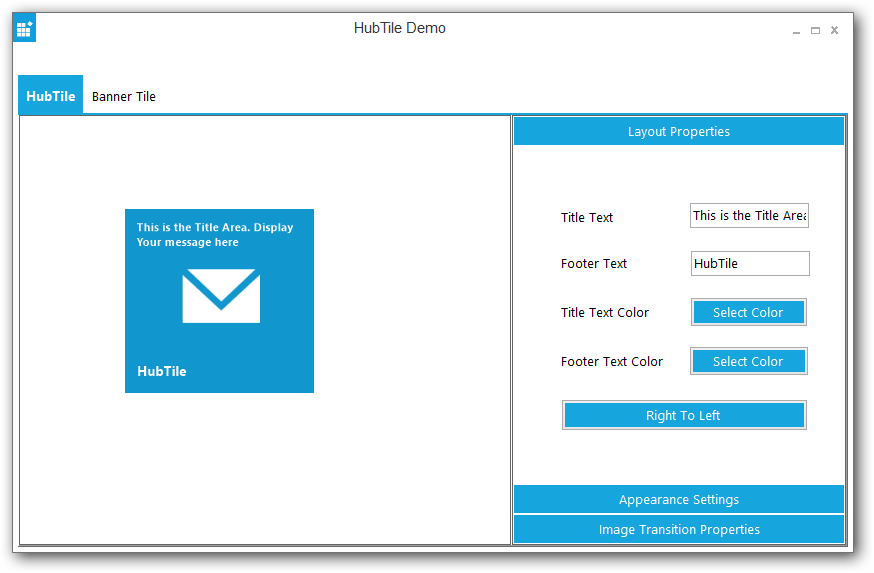 HubTile Demo
HubTile
Banner Tile
This is the Title Area. Display
Your message here
HubTile
Layout Properties
Title Text
This is the Title Area
Footer Text
HubTile
Title Text Color
Select Color
Footer Text Color
Select Color
Right To Left
Appearance Settings
Image Transition Properties